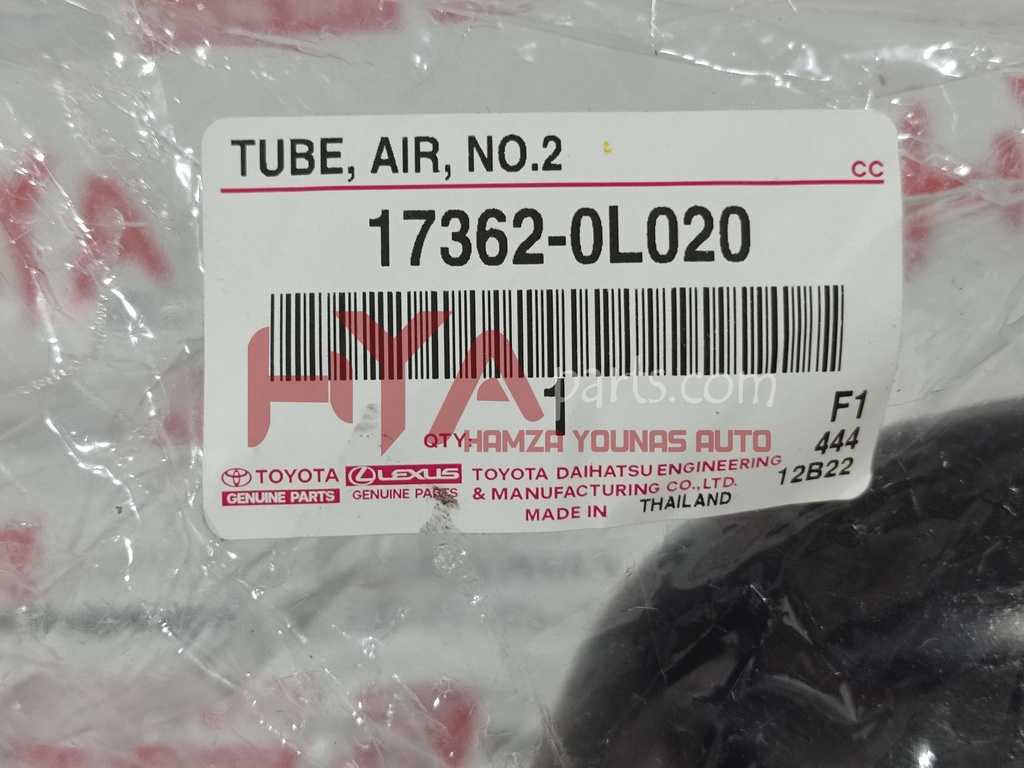 TUBE, AIR, NO.2
CC
17362-0L020
HYA parts.com
QTY: 1
HAMZA YOUNAS AUTO
F1
444
12B22
TOYOTA
GENUINE PARTS
LEXUS
GENUINE PARTS
TOYOTA DAIHATSU ENGINEERING
& MANUFACTURING CO.,LTD.
MADE IN THAILAND